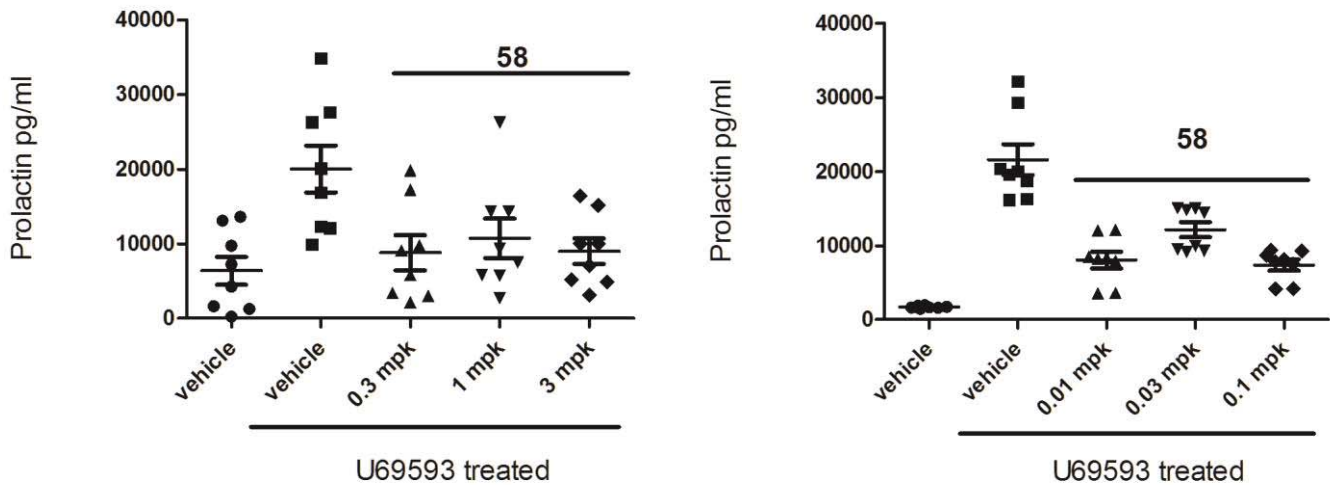 Prolactin pg/ml
40000
30000
20000
10000
0
58
vehicle
vehicle
0.3 mpk
1 mpk
3 mpk
U69593 treated
Prolactin pg/ml
40000
30000
20000
10000
0
58
vehicle
vehicle
0.01 mpk
0.03 mpk
0.1 mpk
U69593 treated